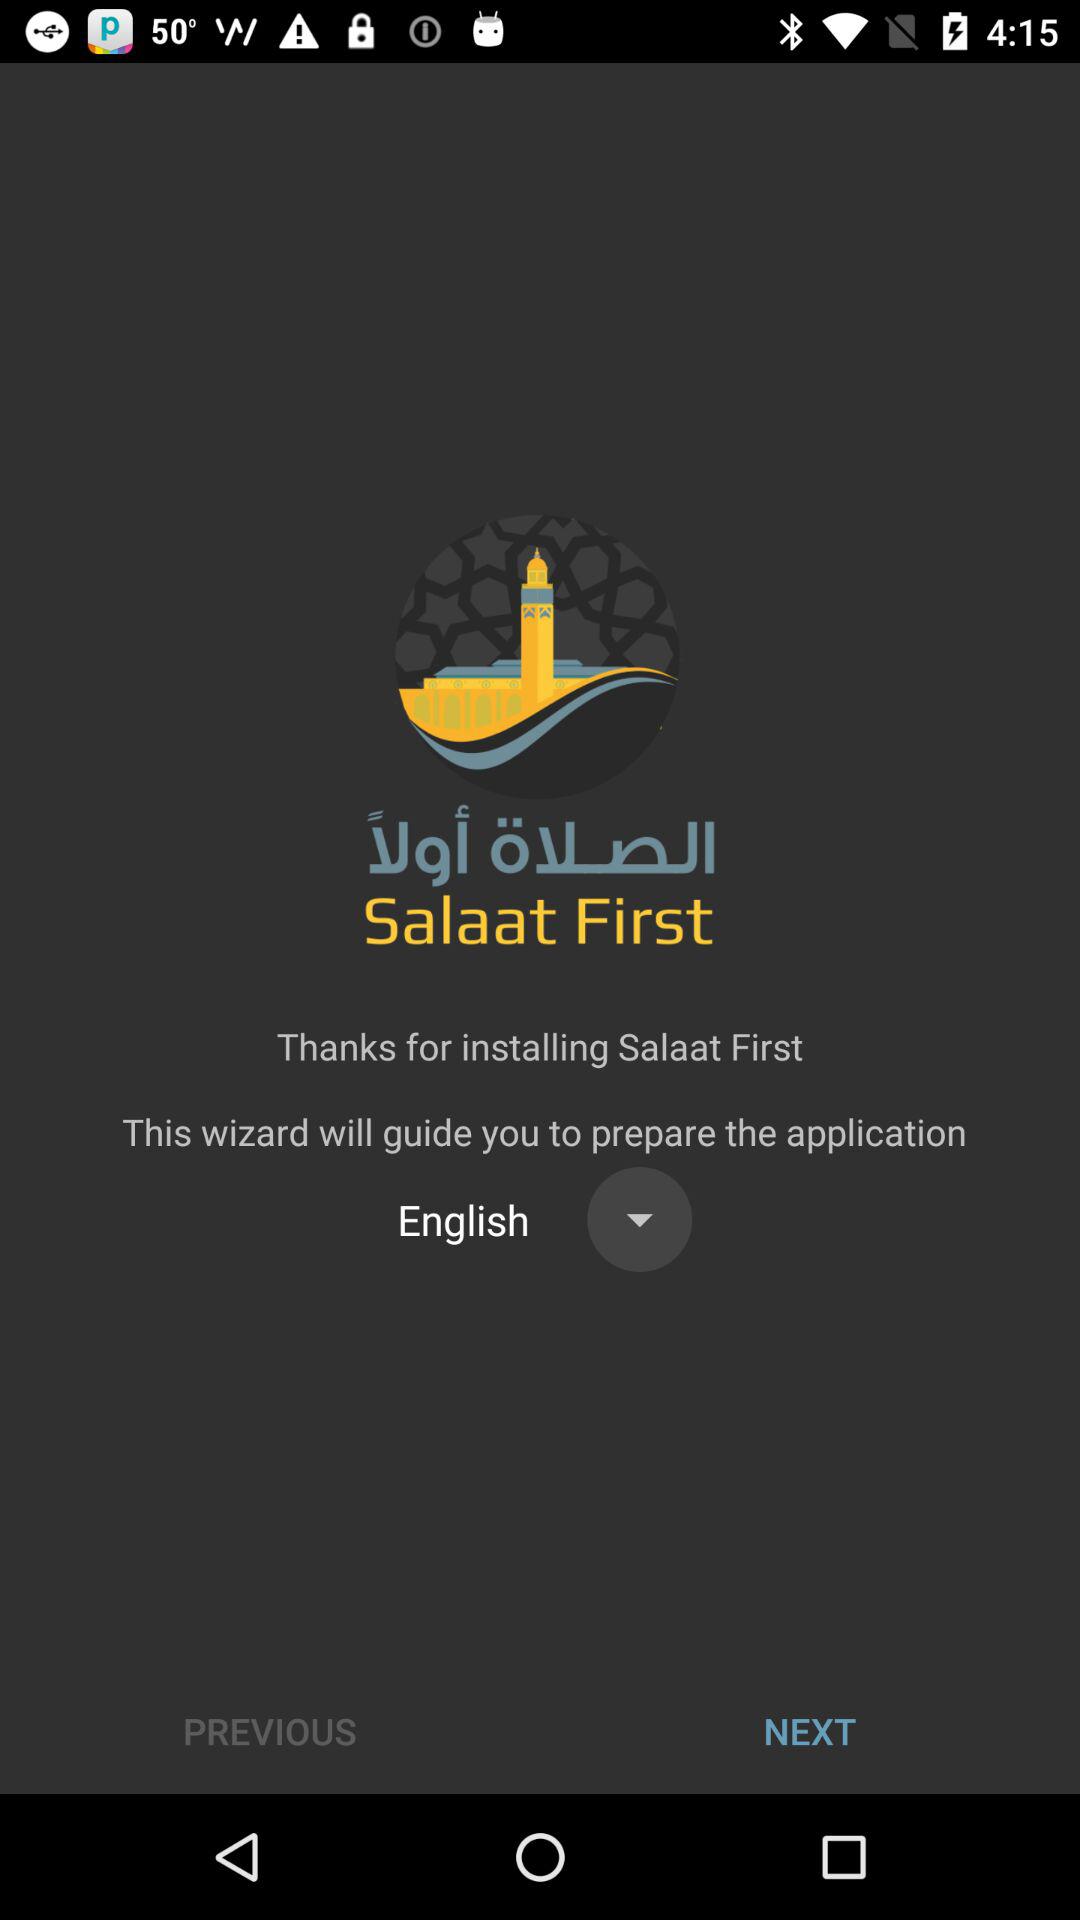 50° 4:15
الصلاة أولاً
Salaat First
Thanks for installing Salaat First
This wizard will guide you to prepare the application
English
PREVIOUS NEXT